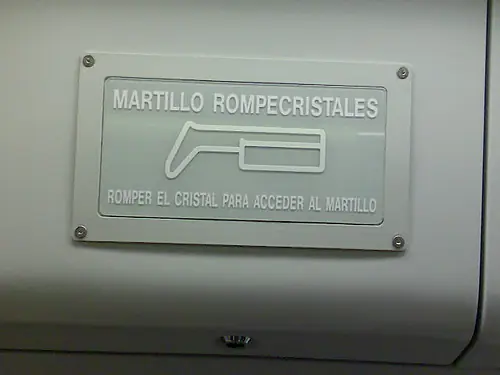 MARTILLO ROMPECRISTALES
ROMPER EL CRISTAL PARA ACCEDER AL MARTILLO